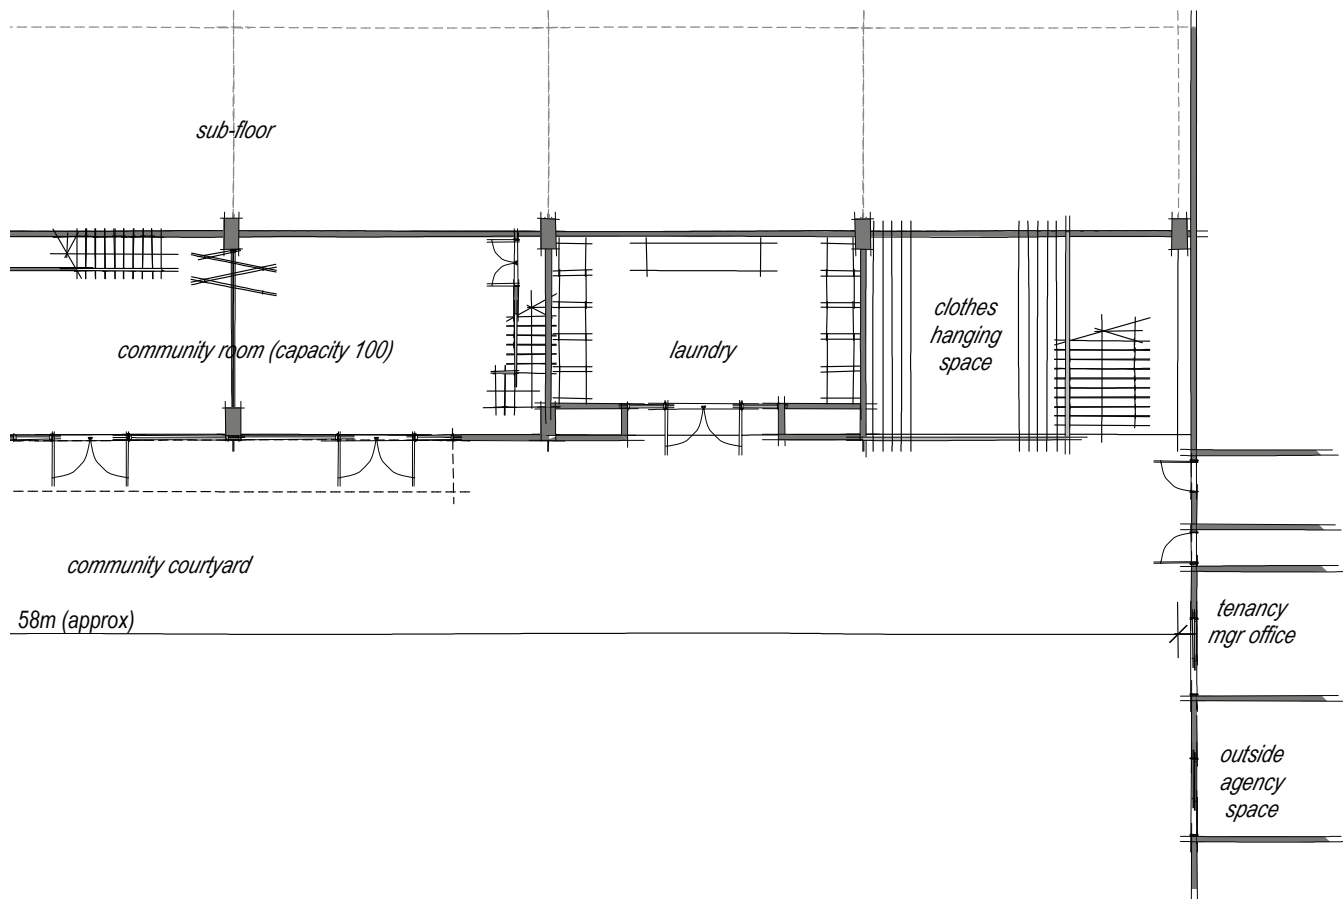 sub-floor
community room (capacity 100)
laundry
clothes
hanging
space
community courtyard
58m (approx)
tenancy
mgr office
outside
agency
space